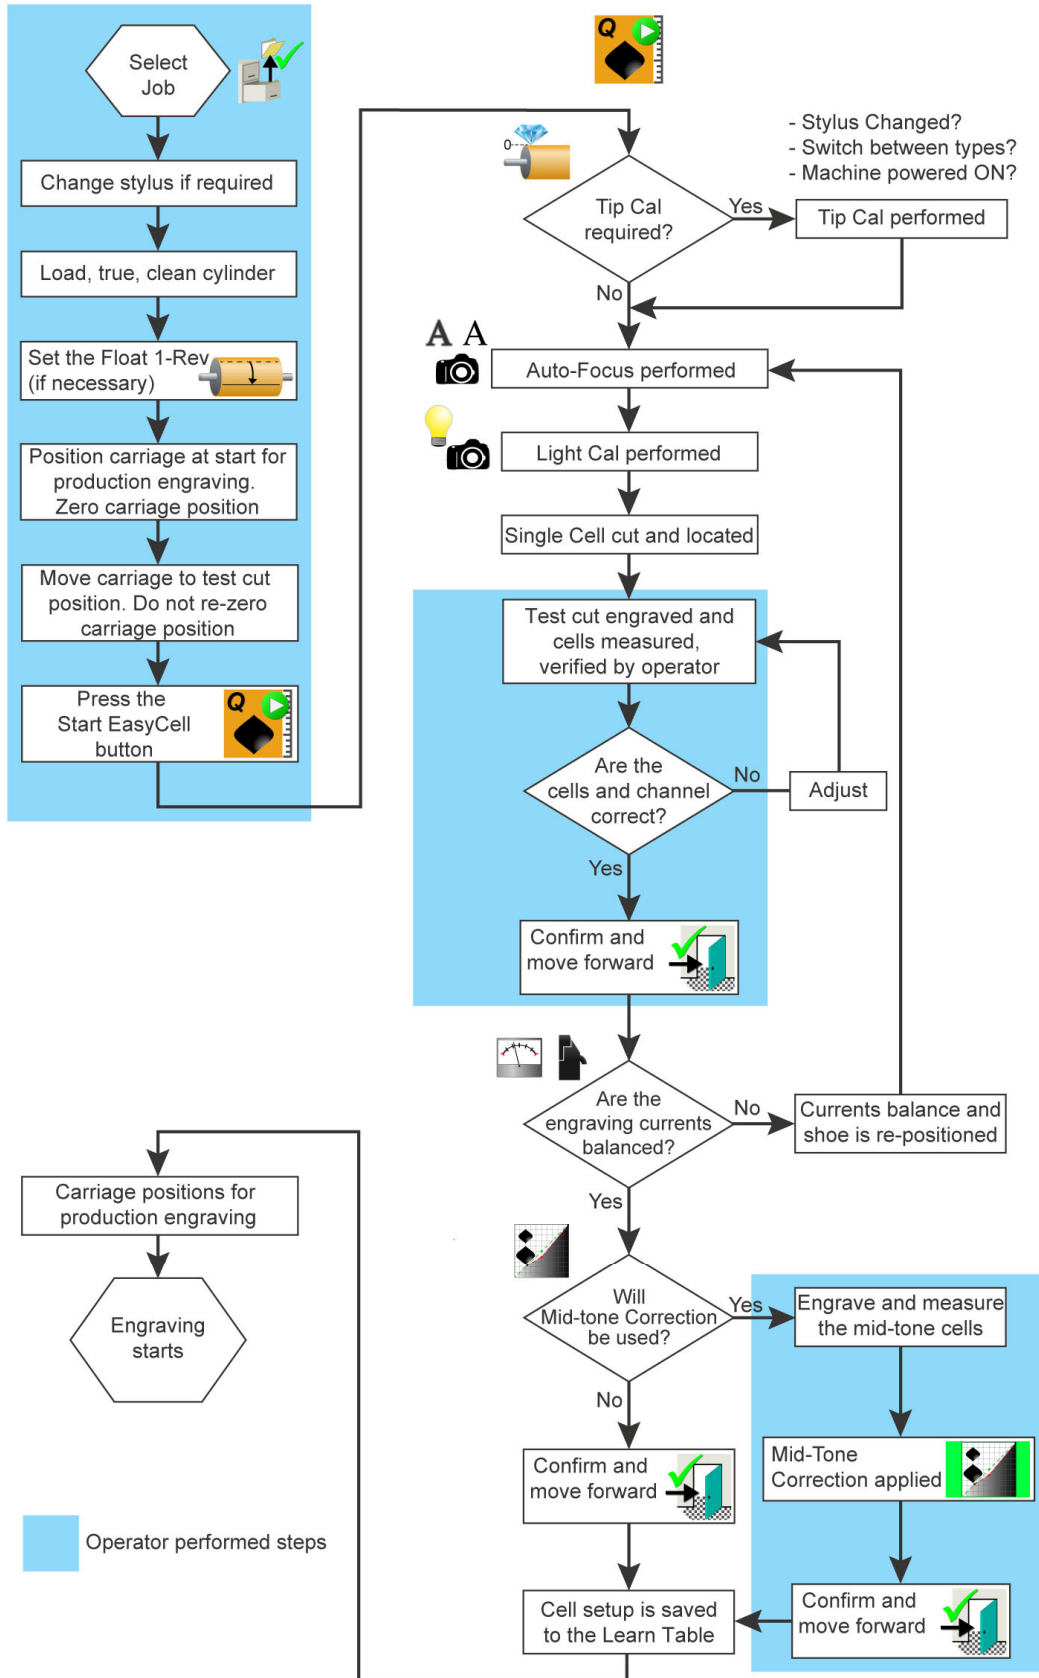 Select
Job
Change stylus if required
Load, true, clean cylinder
Set the Float 1-Rev
(if necessary)
Position carriage at start for
production engraving.
Zero carriage position
Move carriage to test cut
position. Do not re-zero
carriage position
Press the
Start EasyCell
button
Q
Q
0
- Stylus Changed?
- Switch between types?
- Machine powered ON?
Tip Cal
required?
Yes
Tip Cal performed
No
A A
Auto-Focus performed
Light Cal performed
Single Cell cut and located
Test cut engraved and
cells measured,
verified by operator
Are the
cells and channel
correct?
No
Adjust
Yes
Confirm and
move forward
Are the
engraving currents
balanced?
No
Currents balance and
shoe is re-positioned
Yes
Will
Mid-tone Correction
be used?
Yes
Engrave and measure
the mid-tone cells
No
Mid-Tone
Correction applied
Confirm and
move forward
Confirm and
move forward
Cell setup is saved
to the Learn Table
Carriage positions for
production engraving
Engraving
starts
Operator performed steps